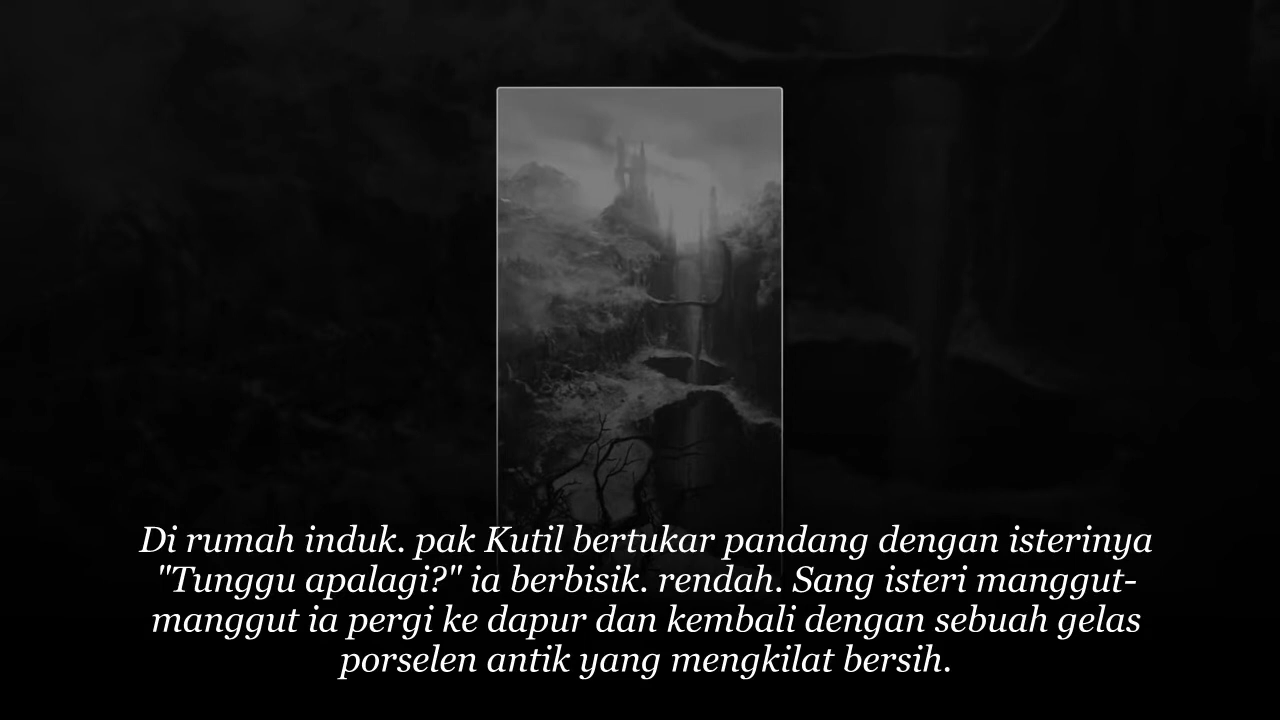 Di rumah induk. pak Kutil bertukar pandang dengan isterinya
"Tunggu apalagi?" ia berbisik. rendah. Sang isteri manggut-
manggut ia pergi ke dapur dan kembali dengan sebuah gelas
porselen antik yang mengkilat bersih.